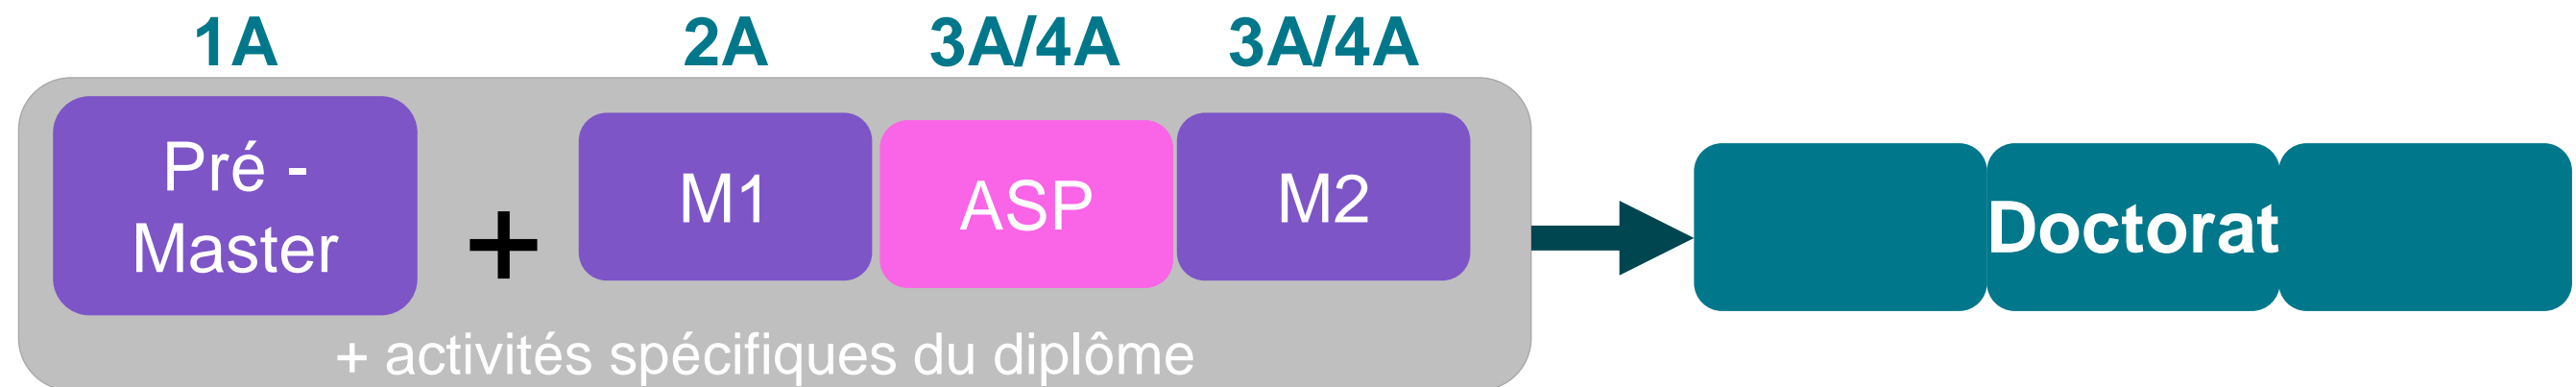 1A 2A 3A/4A 3A/4A
Pré -
Master
+
M1
ASP
M2
Doctorat
+ activités spécifiques du diplôme